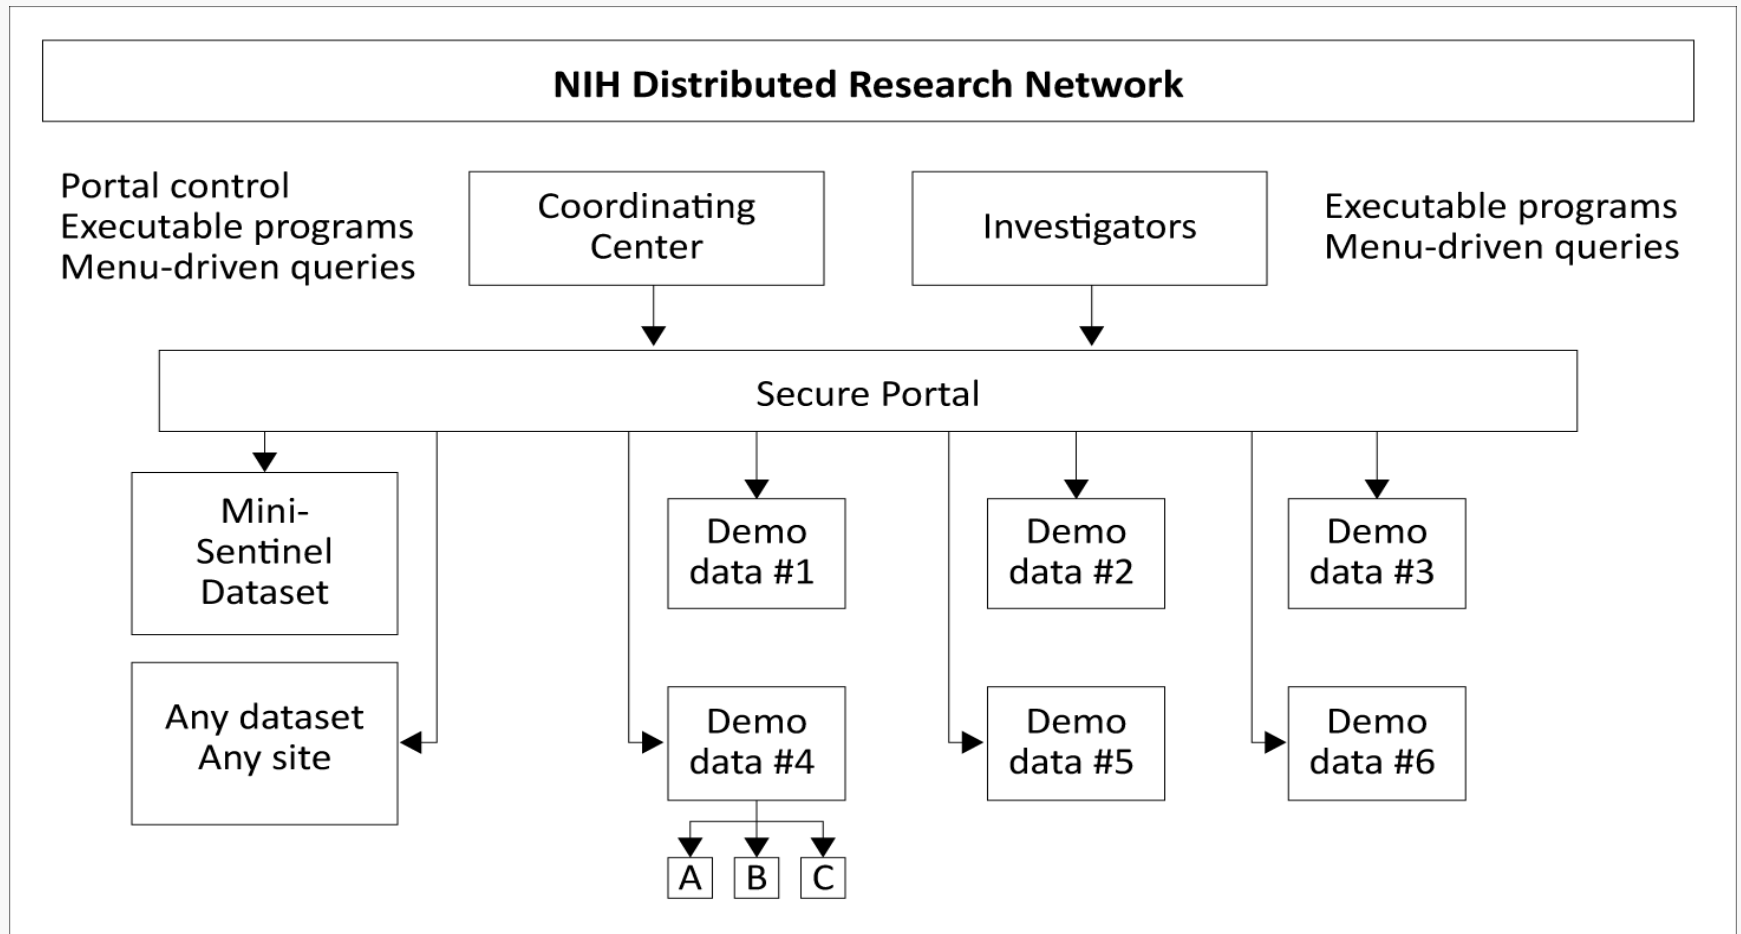 NIH Distributed Research Network
Portal control
Executable programs
Menu-driven queries
Coordinating
Center
Investigators
Executable programs
Menu-driven queries
Secure Portal
Mini-
Sentinel
Dataset
Demo
data #1
Demo
data #2
Demo
data #3
Any dataset
Any site
Demo
data #4
Demo
data #5
Demo
data #6
A
B
C